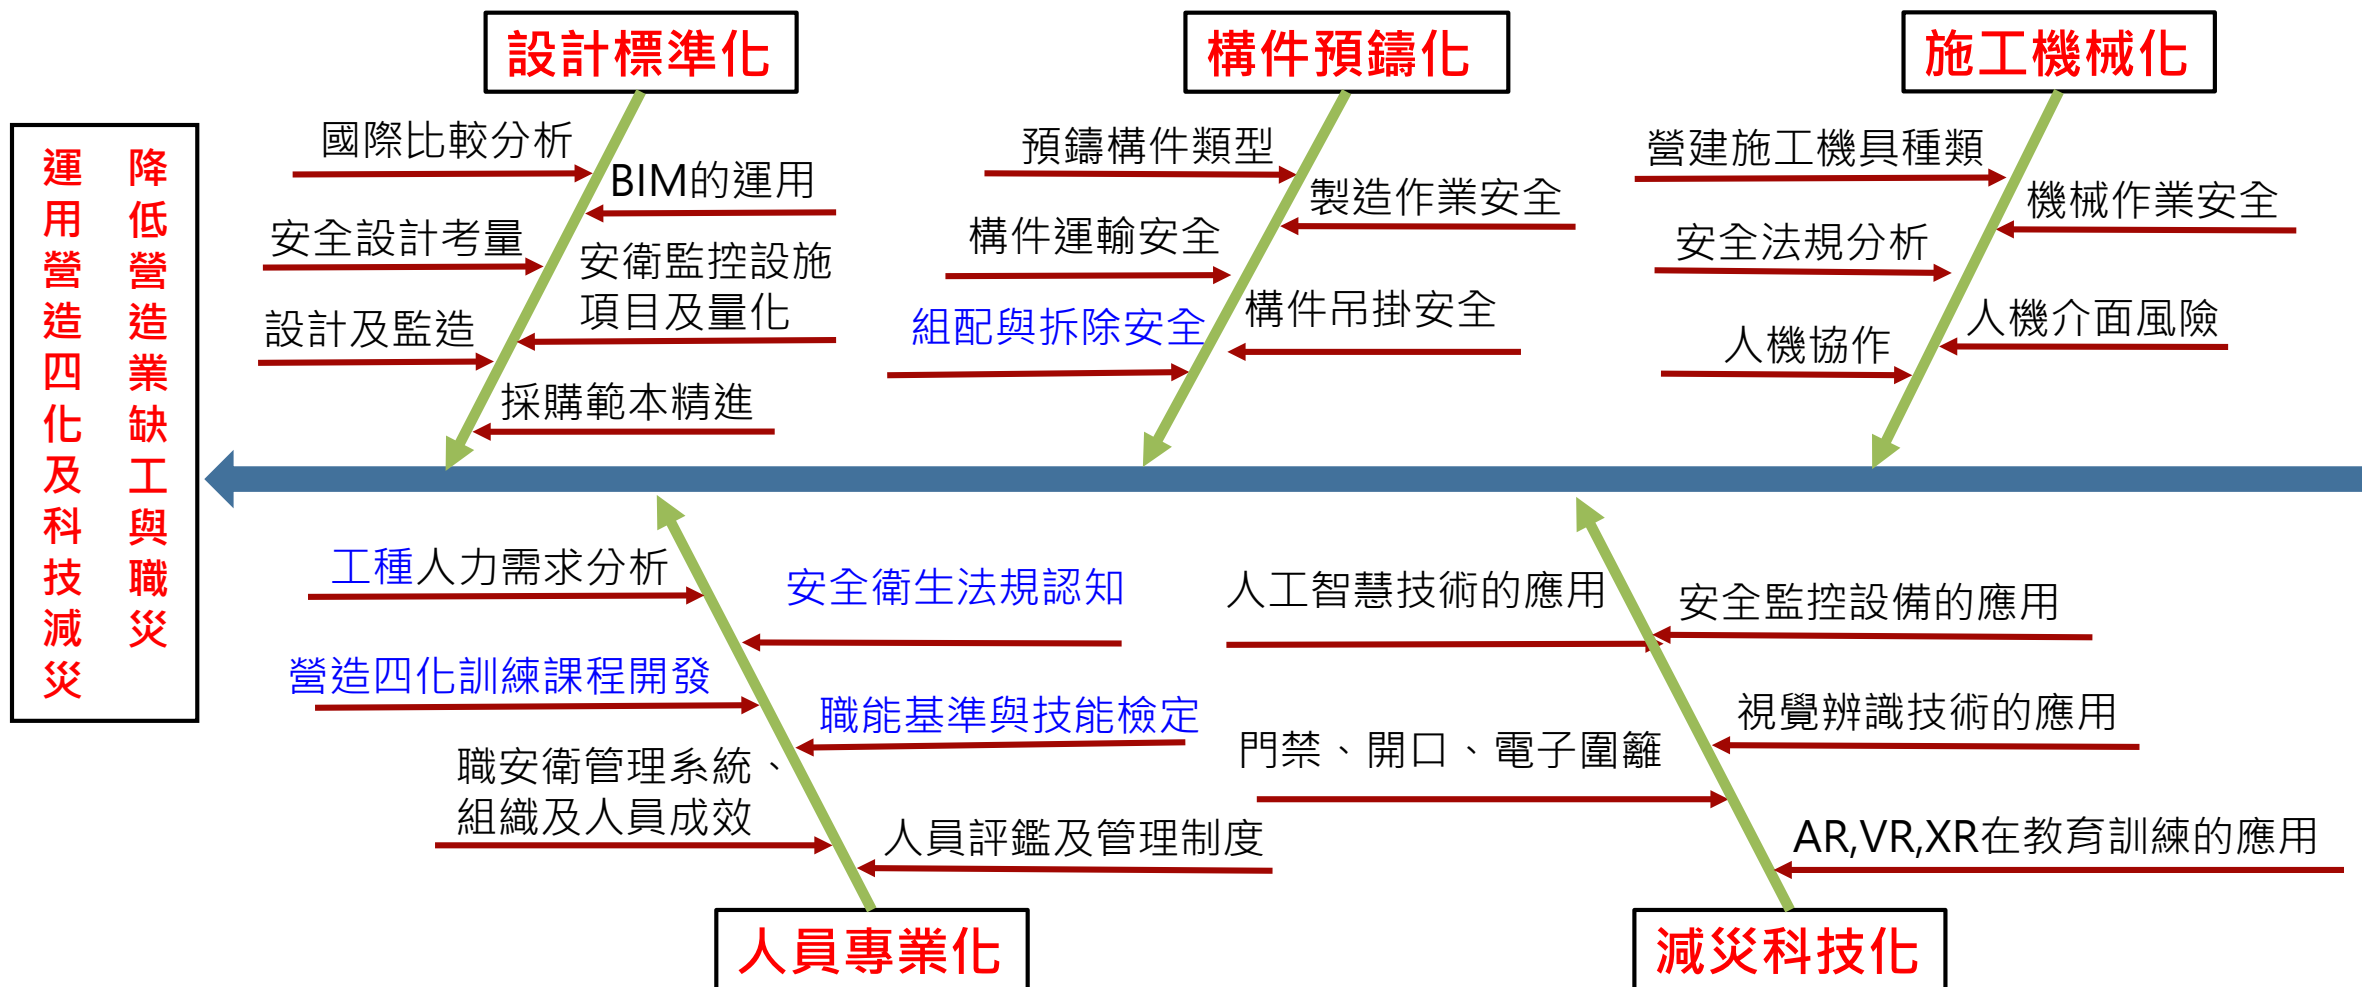 設計標準化
構件預鑄化
施工機械化
降低營造業缺工與職災
運用營造四化及科技減災
國際比較分析
BIM的運用
安全設計考量
安衛監控設施
項目及量化
設計及監造
採購範本精進
預鑄構件類型
製造作業安全
構件運輸安全
構件吊掛安全
組配與拆除安全
營建施工機具種類
機械作業安全
安全法規分析
人機介面風險
人機協作
工種人力需求分析
安全衛生法規認知
營造四化訓練課程開發
職能基準與技能檢定
職安衛管理系統、
組織及人員成效
人員評鑑及管理制度
人工智慧技術的應用
安全監控設備的應用
視覺辨識技術的應用
門禁、開口、電子圍籬
AR,VR,XR在教育訓練的應用
人員專業化
減災科技化